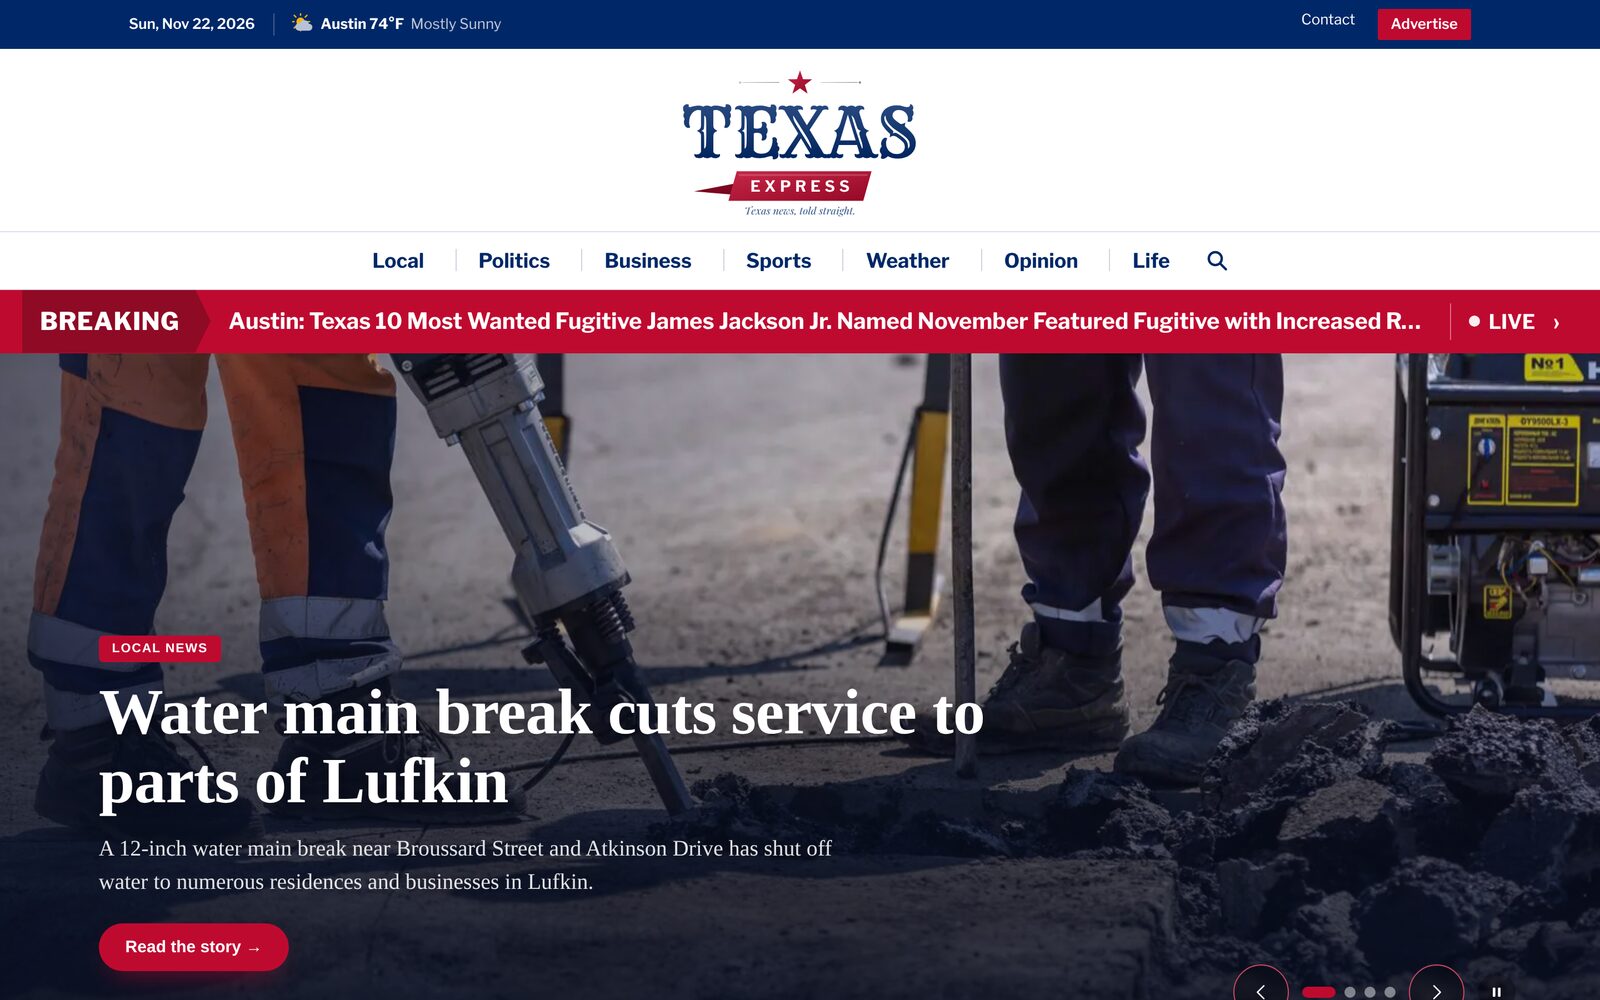 Sun, Nov 22, 2026
Austin 74°F Mostly Sunny
Contact
Advertise
TEXAS
EXPRESS
Texas news, told straight.
Local
Politics
Business
Sports
Weather
Opinion
Life
BREAKING
Austin: Texas 10 Most Wanted Fugitive James Jackson Jr. Named November Featured Fugitive with Increased R...
LIVE ›
№1
H
DY9500LX-3
LOCAL NEWS
Water main break cuts service to
parts of Lufkin
A 12-inch water main break near Broussard Street and Atkinson Drive has shut off
water to numerous residences and businesses in Lufkin.
Read the story →